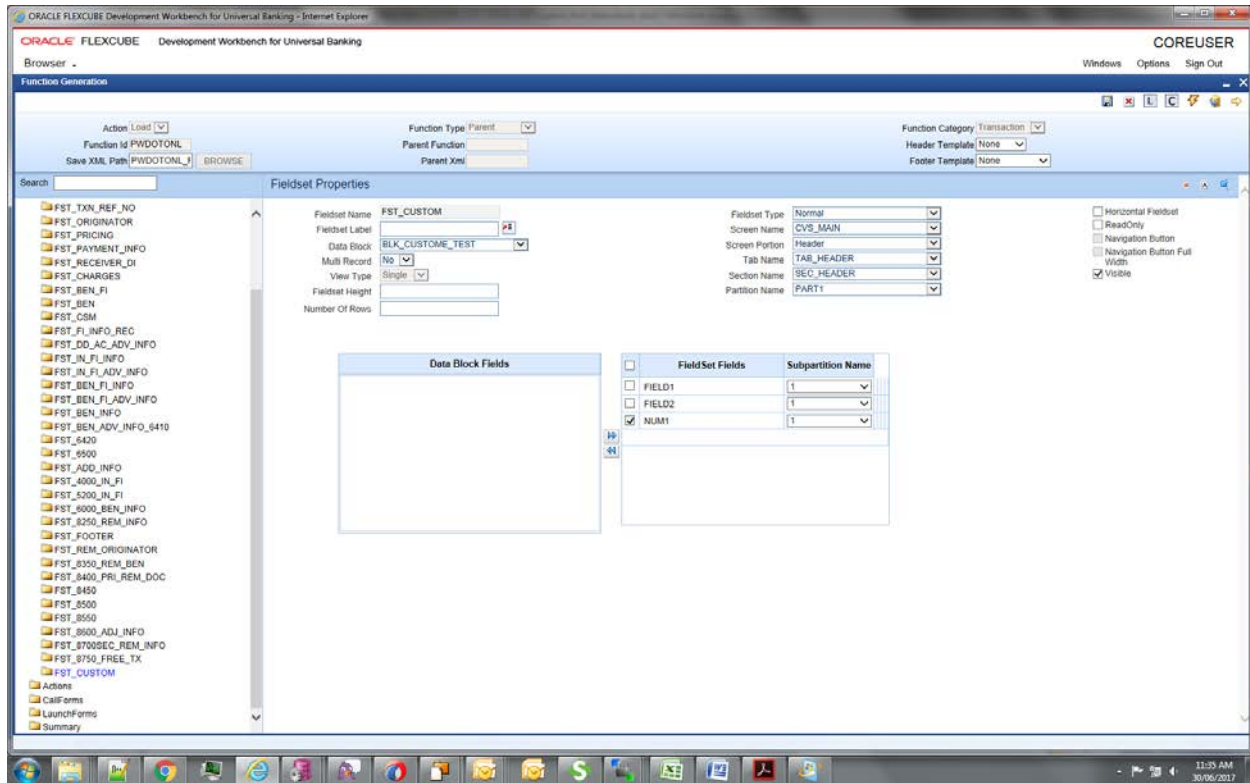 ORACLE FLEXCUBE Development Workbench for Universal Banking - Internet Explorer
ORACLE FLEXCUBE Development Workbench for Universal Banking
COREUSER
Browser
Windows Options Sign Out
Function Generation
L C
Action Load
Function Type Parent
Function Category Transaction
Function Id PWDOTONL
Parent Function
Header Template None
Save XML Path PWDOTONL_F BROWSE
Parent Xml
Footer Template None
Search
Fieldset Properties
FST_TXN_REF_NO
FST_ORIGINATOR
FST_PRICING
FST_PAYMENT_INFO
FST_RECEIVER_DI
FST_CHARGES
FST_BEN_FI
FST_BEN
FST_CSM
FST_FI_INFO_REC
FST_DD_AC_ADV_INFO
FST_IN_FI_INFO
FST_IN_FI_ADV_INFO
FST_BEN_FI_INFO
FST_BEN_FI_ADV_INFO
FST_BEN_INFO
FST_BEN_ADV_INFO_6410
FST_6420
FST_6500
FST_ADD_INFO
FST_4000_IN_FI
FST_5200_IN_FI
FST_6000_BEN_INFO
FST_8250_REM_INFO
FST_FOOTER
FST_REM_ORIGINATOR
FST_8350_REM_BEN
FST_8400_PRI_REM_DOC
FST_8450
FST_8500
FST_8550
FST_8600_ADJ_INFO
FST_8700SEC_REM_INFO
FST_8750_FREE_TX
FST_CUSTOM
Actions
CallForms
LaunchForms
Summary
Fieldset Name FST_CUSTOM
Fieldset Label
Data Block BLK_CUSTOME_TEST
Multi Record No
View Type Single
Fieldset Height
Number Of Rows
Fieldset Type Normal
Screen Name CVS_MAIN
Screen Portion Header
Tab Name TAB_HEADER
Section Name SEC_HEADER
Partition Name PART1
Horizontal Fieldset
ReadOnly
Navigation Button
Navigation Button Full
Width
Visible
Data Block Fields
FieldSet Fields Subpartition Name
FIELD1 1
FIELD2 1
NUM1 1
11:35 AM
30/06/2017